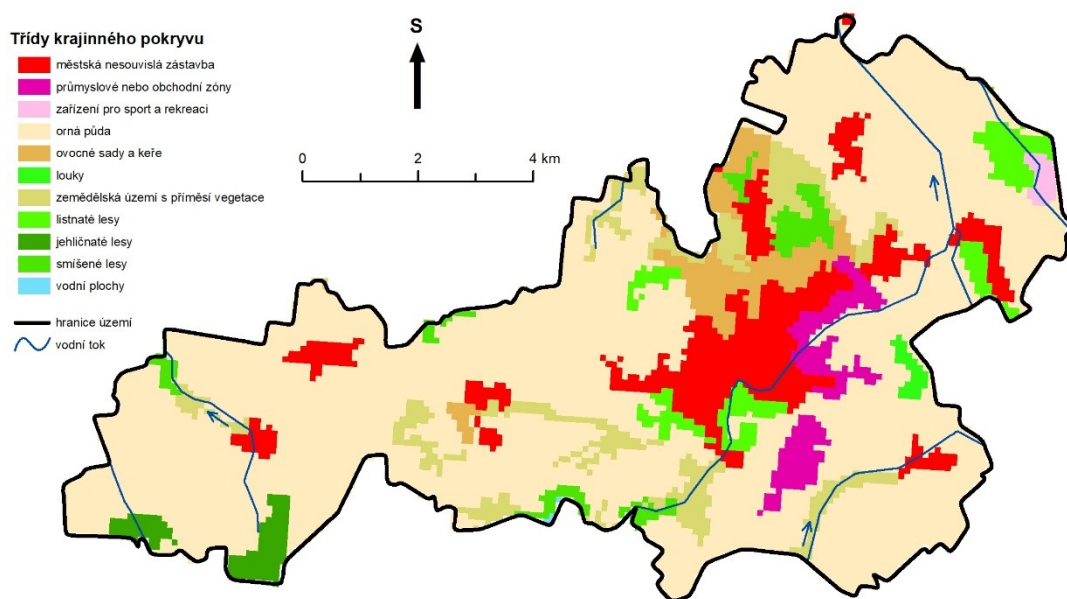 Třídy krajinného pokryvu
městská nesouvislá zástavba
průmyslové nebo obchodní zóny
zařízení pro sport a rekreaci
orná půda
ovocné sady a keře
louky
zemědělská území s příměsí vegetace
listnaté lesy
jehličnaté lesy
smíšené lesy
vodní plochy
hranice území
vodní tok
S
0 2 4 km